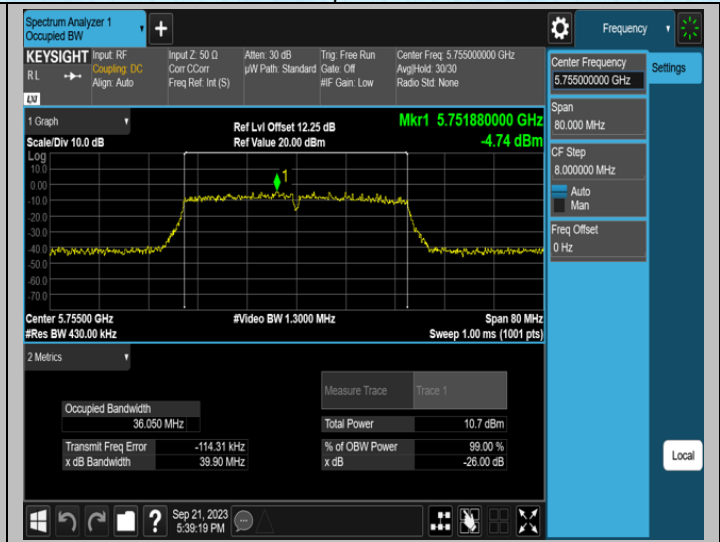 Spectrum Analyzer 1
Occupied BW
Frequency
KEYSIGHT
RL
LXI
Input: RF
Coupling: DC
Align: Auto
Input Z: 50 Ω
Corr CCorr
Freq Ref: Int (S)
Atten: 30 dB
µW Path: Standard
Trig: Free Run
Gate: Off
#IF Gain: Low
Center Freq: 5.755000000 GHz
Avg|Hold: 30/30
Radio Std: None
Center Frequency
5.755000000 GHz
Settings
Span
80.000 MHz
CF Step
8.000000 MHz
Auto
Man
Freq Offset
0 Hz
Local
1 Graph
Scale/Div 10.0 dB
Ref Lvl Offset 12.25 dB
Ref Value 20.00 dBm
Mkr1 5.751880000 GHz
-4.74 dBm
Log
10.0
0.00
-10.0
-20.0
-30.0
-40.0
-50.0
-60.0
-70.0
1
Center 5.75500 GHz
#Res BW 430.00 kHz
#Video BW 1.3000 MHz
Span 80 MHz
Sweep 1.00 ms (1001 pts)
2 Metrics
Measure Trace Trace 1
Occupied Bandwidth
36.050 MHz
Total Power 10.7 dBm
Transmit Freq Error -114.31 kHz
% of OBW Power 99.00 %
x dB Bandwidth 39.90 MHz
x dB -26.00 dB
?
Sep 21, 2023
5:39:19 PM